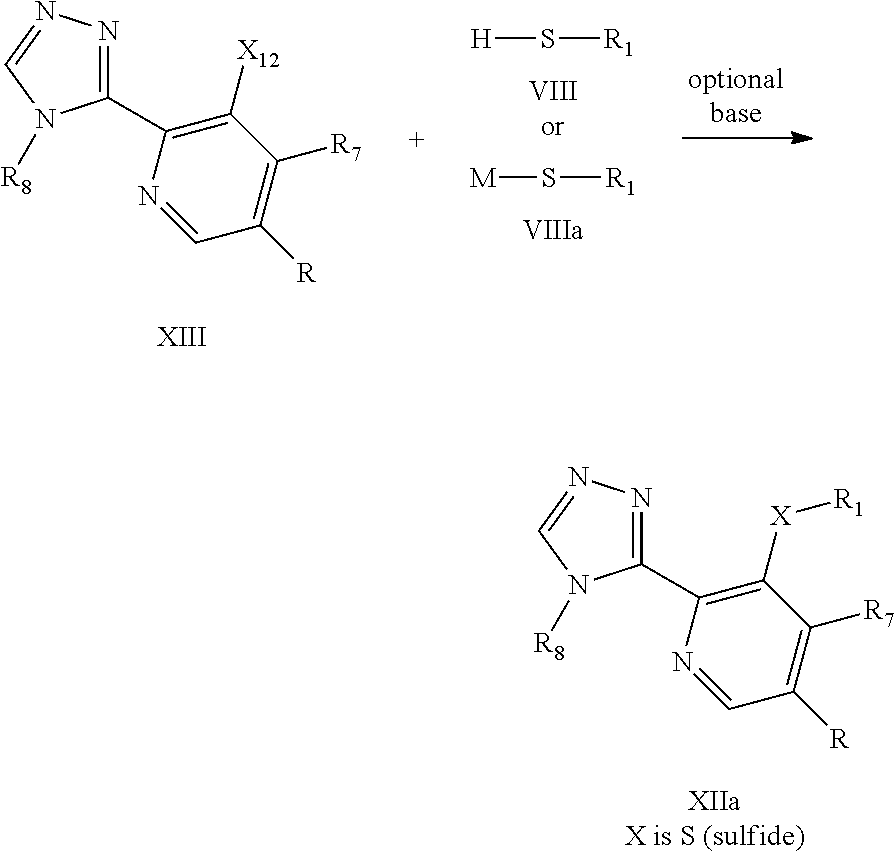 N
N
N
R8
X12
R7
N
R
XIII
+
H—S—R1
VIII
or
M—S—R1
VIIIa
optional
base
N
N
N
R8
X
R1
R7
N
R
XIIa
X is S (sulfide)